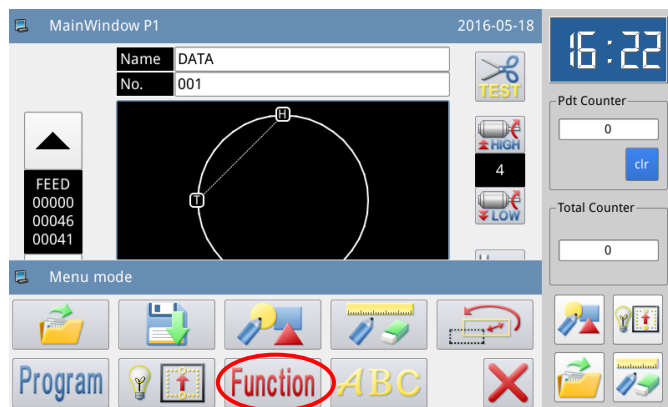 MainWindow P1
2016-05-18
Name DATA
No. 001
TEST
16:22
Pdt Counter
0
clr
H
T
HIGH
4
LOW
FEED
00000
00046
00041
Total Counter
0
Menu mode
Program
Function
ABC